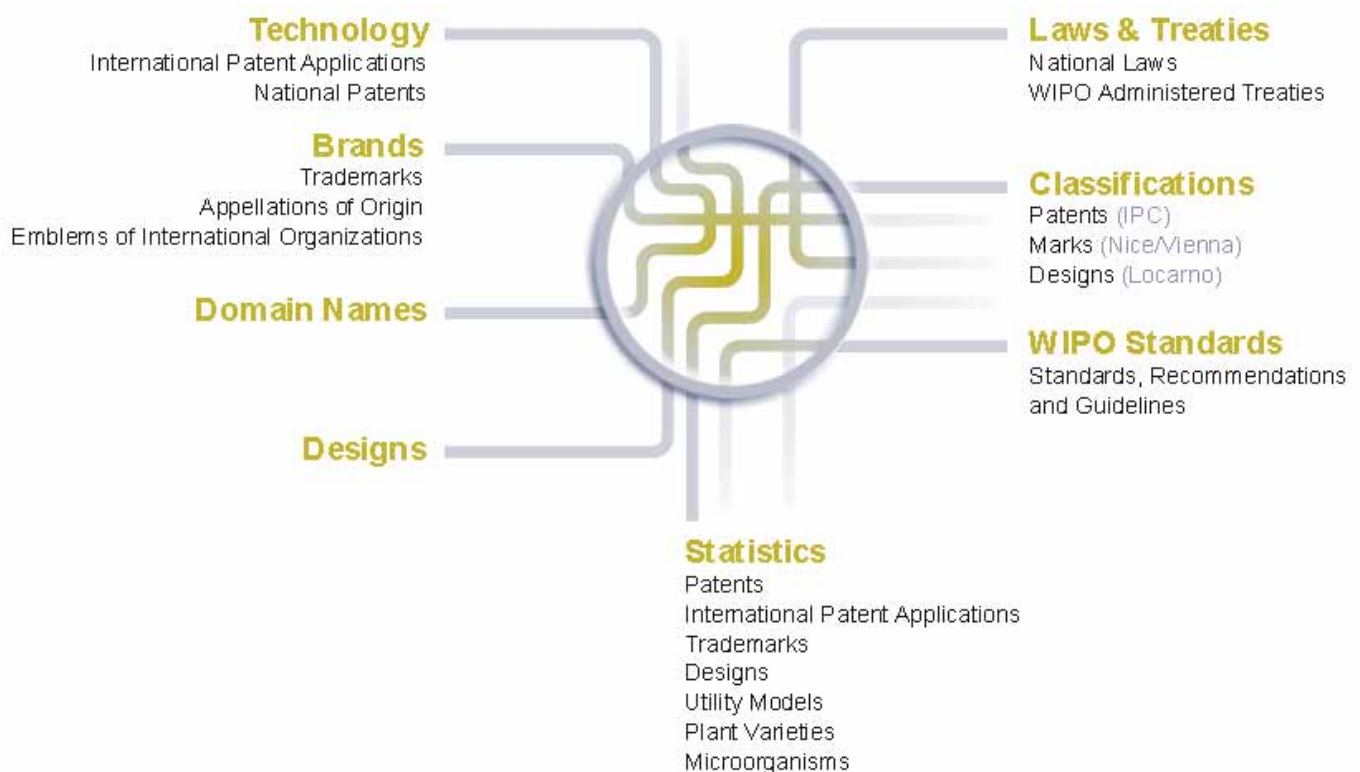 Technology
International Patent Applications
National Patents
Brands
Trademarks
Appellations of Origin
Emblems of International Organizations
Domain Names
Designs
Laws & Treaties
National Laws
WIPO Administered Treaties
Classifications
Patents (IPC)
Marks (Nice/Vienna)
Designs (Locarno)
WIPO Standards
Standards, Recommendations
and Guidelines
Statistics
Patents
International Patent Applications
Trademarks
Designs
Utility Models
Plant Varieties
Microorganisms